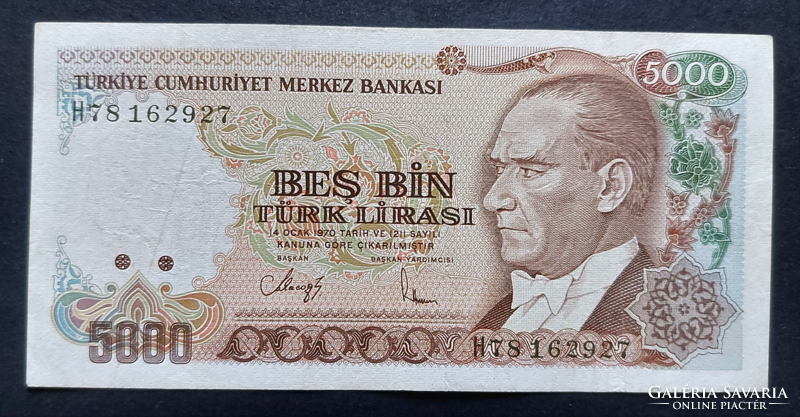 TÜRKİYE CUMHURİYET MERKEZ BANKASI
5000
H78 162927
BEŞ BİN
TÜRK LİRASI
14 OCAK 1970 TARİH VE 1211 SAYILI
KANUNA GÖRE ÇIKARILMIŞTIR
BAŞKAN BAŞKAN YARDIMCISI
5000
H78 162927
GALÉRIA SAVARIA
ONLINE PIACTÉR